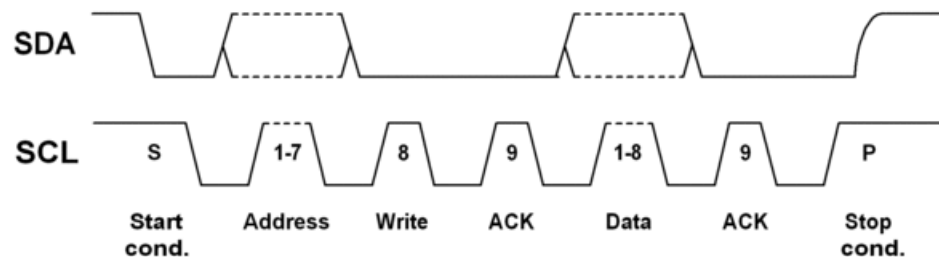 SDA
SCL
S 1-7 8 9 1-8 9 P
Start cond. Address Write ACK Data ACK Stop cond.